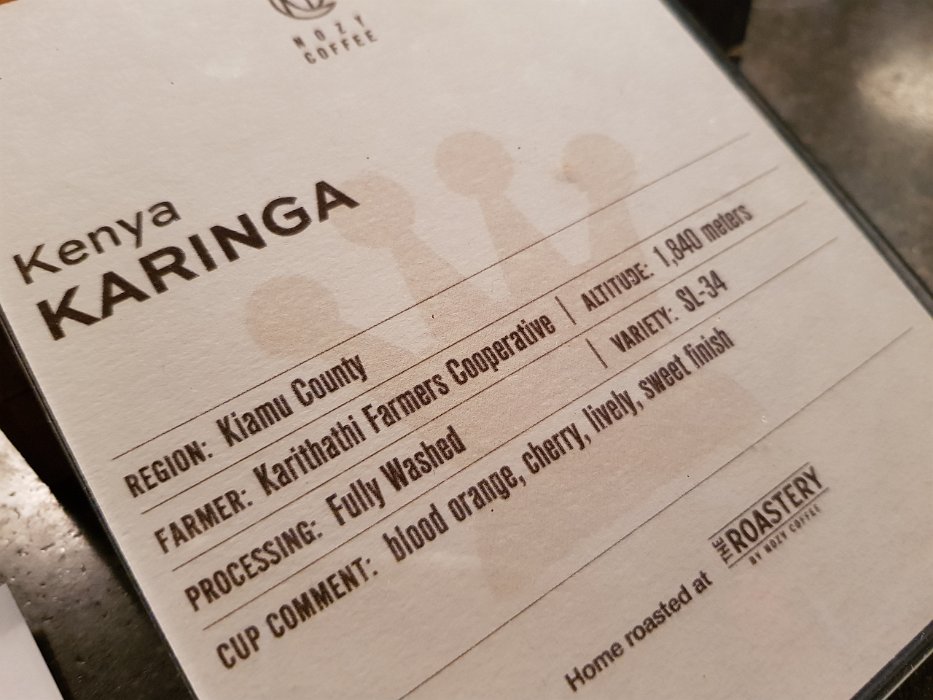 NOZY
COFFEE
Kenya
KARINGA
REGION: Kiamu County
FARMER: Karithathi Farmers Cooperative | ALTITUDE: 1,840 meters
PROCESSING: Fully Washed | VARIETY: SL-34
CUP COMMENT: blood orange, cherry, lively, sweet finish
Home roasted at THE ROASTERY
BY NOZY COFFEE